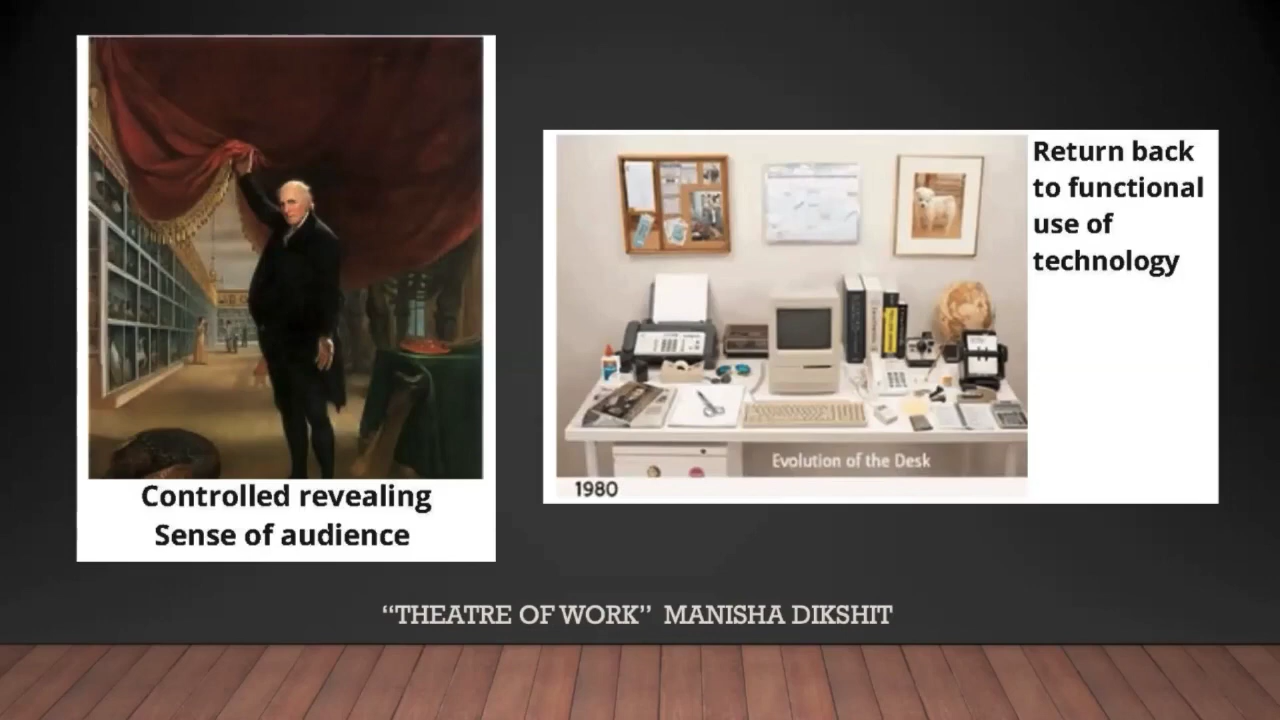 Controlled revealing
Sense of audience
Return back
to functional
use of
technology
Evolution of the Desk
1980
“THEATRE OF WORK” MANISHA DIKSHIT